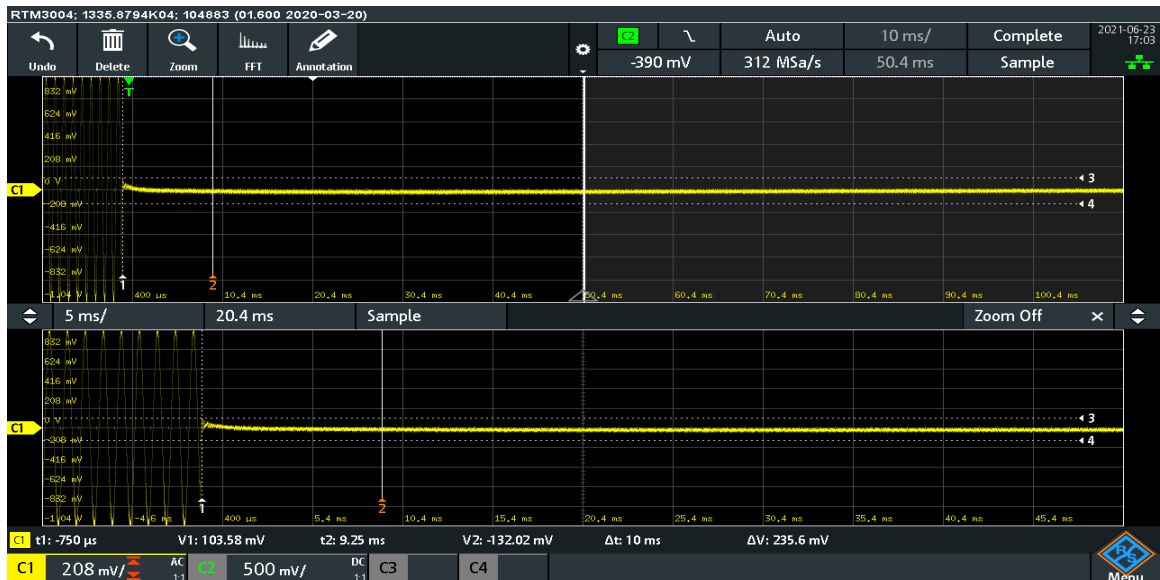 RTM3004; 1335.8794K04; 104883 (01.600 2020-03-20)
Undo Delete Zoom FFT Annotation
C2 Auto 10 ms/ Complete 2021-06-23
17:03
-390 mV 312 MSa/s 50.4 ms Sample
T
832 mV
624 mV
416 mV
208 mV
0 V
C1
-208 mV
-416 mV
-624 mV
-832 mV
-1.04 V
3
4
1 2
400 µs 10.4 ms 20.4 ms 30.4 ms 40.4 ms 50.4 ms 60.4 ms 70.4 ms 80.4 ms 90.4 ms 100.4 ms
5 ms/ 20.4 ms Sample Zoom Off ×
832 mV
624 mV
416 mV
208 mV
0 V
C1
-208 mV
-416 mV
-624 mV
-832 mV
-1.04 V
3
4
1 2
-4.6 ms 400 µs 5.4 ms 10.4 ms 15.4 ms 20.4 ms 25.4 ms 30.4 ms 35.4 ms 40.4 ms 45.4 ms
C1 t1: -750 µs V1: 103.58 mV t2: 9.25 ms V2: -132.02 mV Δt: 10 ms ΔV: 235.6 mV
C1 208 mV/ AC 1:1 C2 500 mV/ DC 1:1 C3 C4
R&S
Menu